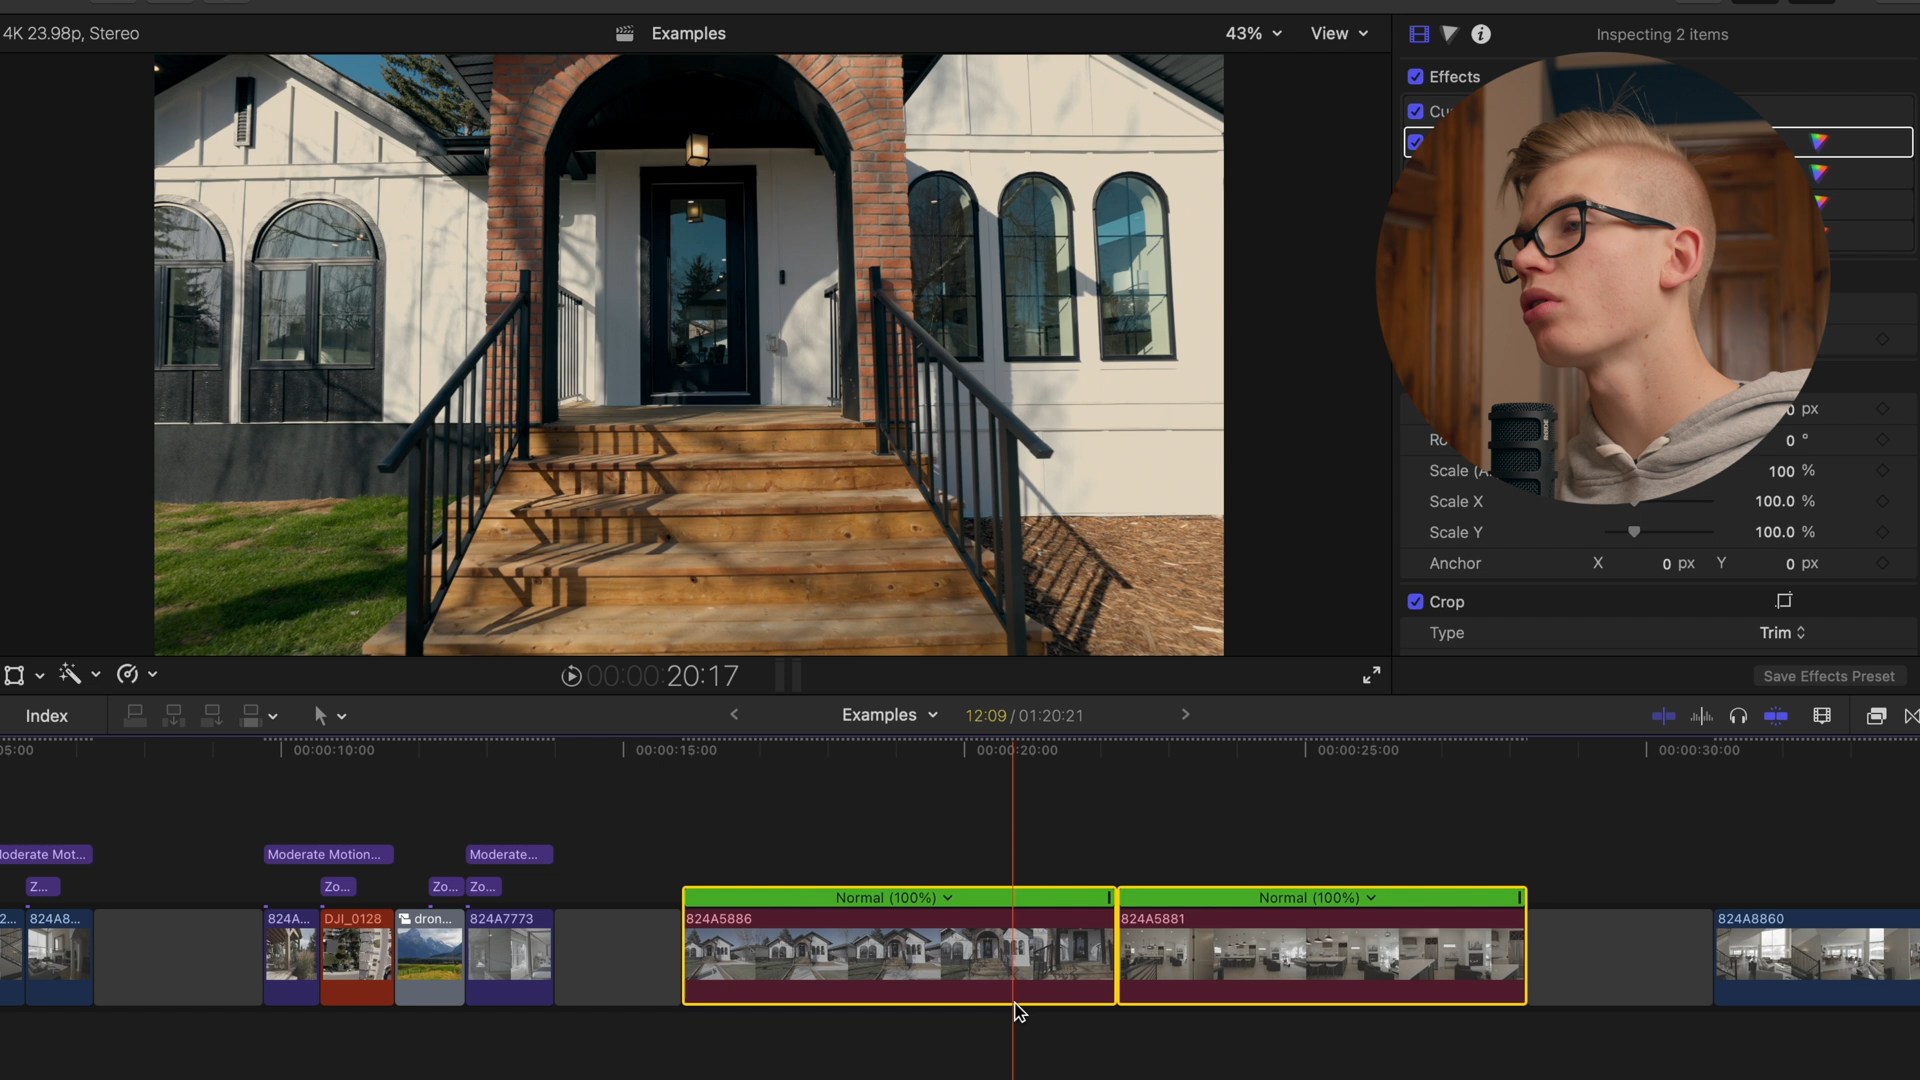 4K 23.98p, Stereo
Examples
43%
View
Inspecting 2 items
Effects
Cu
px
Ro
0 °
Scale (A
100 %
Scale X
100.0 %
Scale Y
100.0 %
Anchor
X
0 px
Y
0 px
Crop
Type
Trim
RODE
00:00:20:17
Save Effects Preset
Index
Examples
12:09 / 01:20:21
05:00
00:00:10:00
00:00:15:00
00:00:20:00
00:00:25:00
00:00:30:00
oderate Mot...
Moderate Motion...
Moderate...
Z...
Zo...
Zo...
Zo...
Normal (100%)
Normal (100%)
2...
824A8...
824A...
DJI_0128
dron...
824A7773
824A5886
824A5881
824A8860